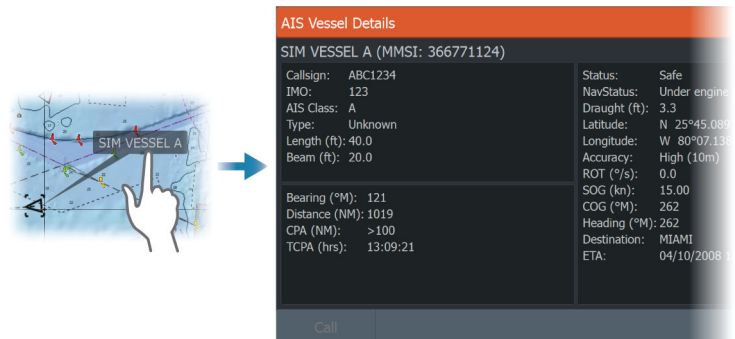 SIM VESSEL A
AIS Vessel Details
SIM VESSEL A (MMSI: 366771124)
Callsign: ABC1234
IMO: 123
AIS Class: A
Type: Unknown
Length (ft): 40.0
Beam (ft): 20.0
Bearing (°M): 121
Distance (NM): 1019
CPA (NM): >100
TCPA (hrs): 13:09:21
Status: Safe
NavStatus: Under engine
Draught (ft): 3.3
Latitude: N 25°45.089
Longitude: W 80°07.138
Accuracy: High (10m)
ROT (°/s): 0.0
SOG (kn): 15.00
COG (°M): 262
Heading (°M): 262
Destination: MIAMI
ETA: 04/10/2008
Call